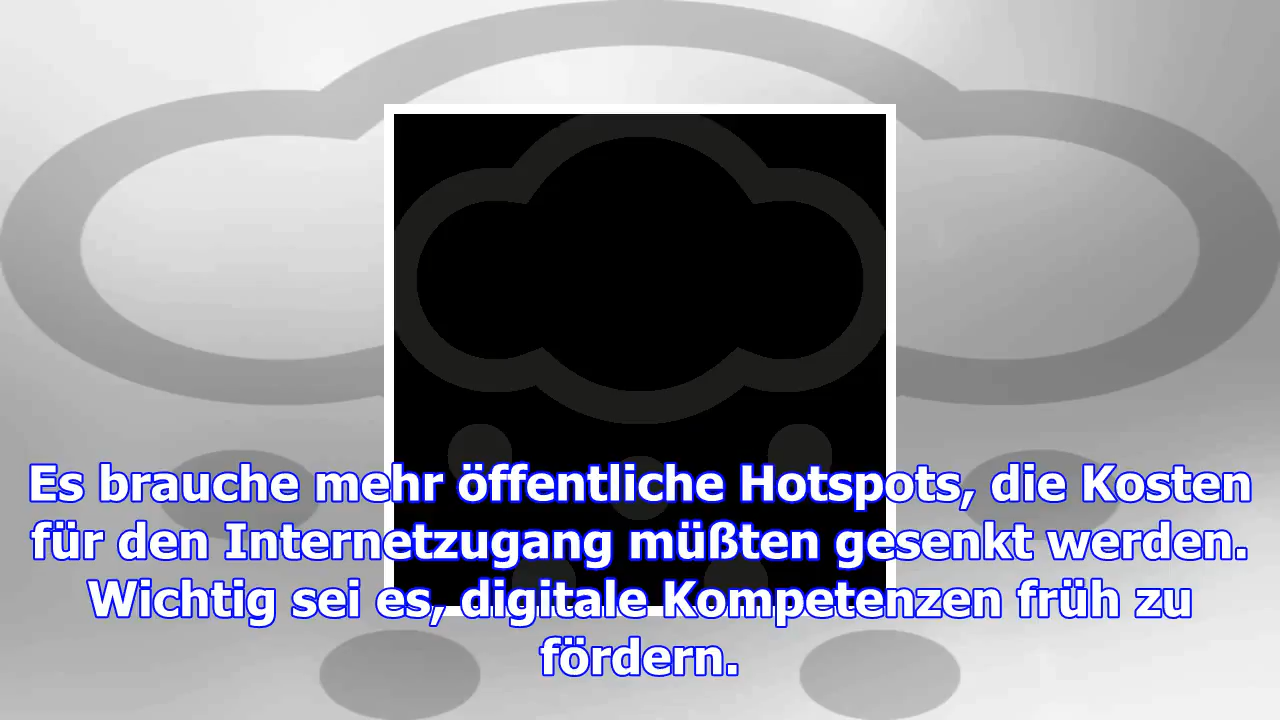 Es brauche mehr öffentliche Hotspots, die Kosten
für den Internetzugang müßten gesenkt werden.
Wichtig sei es, digitale Kompetenzen früh zu
fördern.